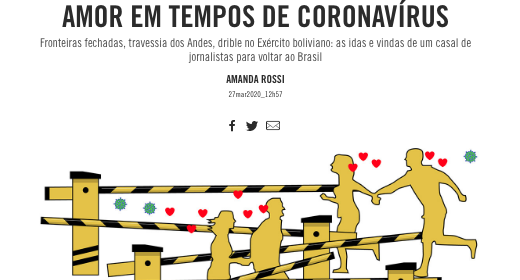 AMOR EM TEMPOS DE CORONAVÍRUS
Fronteiras fechadas, travessia dos Andes, drible no Exército boliviano: as idas e vindas de um casal de
jornalistas para voltar ao Brasil
AMANDA ROSSI
27mar2020_12h57